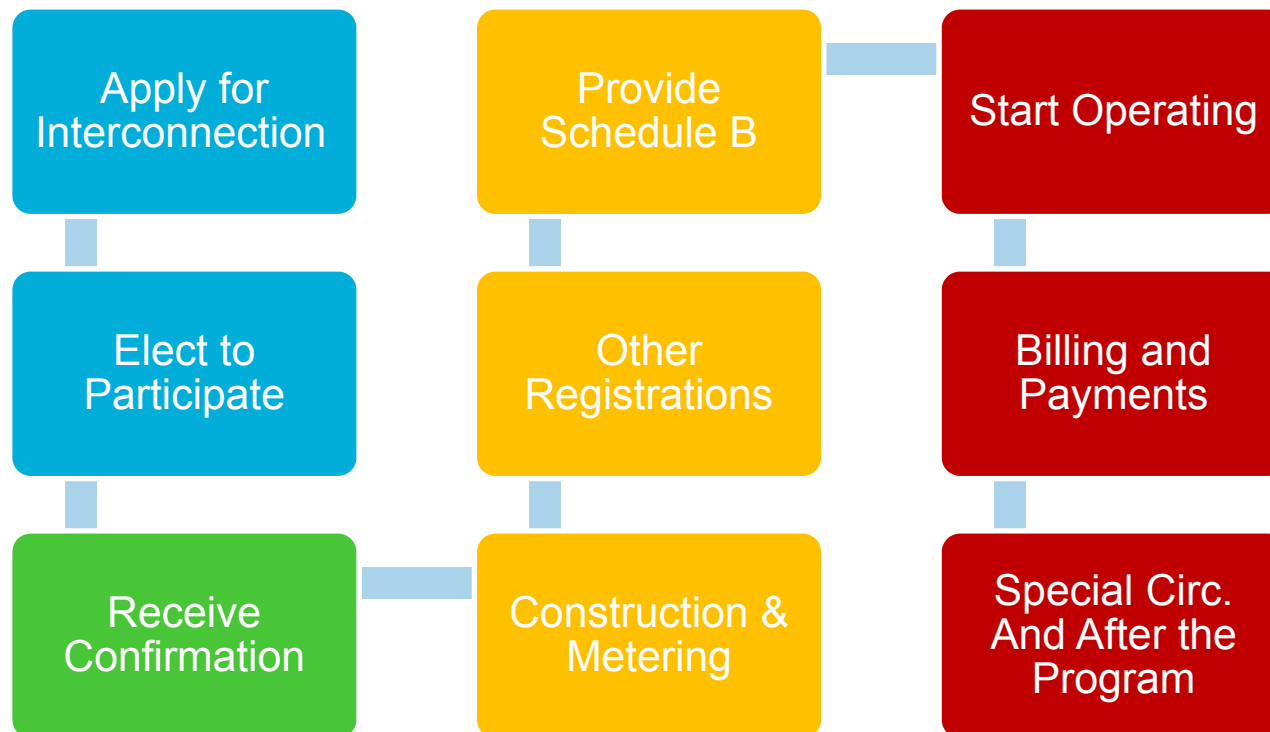 Apply for
Interconnection
Elect to
Participate
Receive
Confirmation
Construction &
Metering
Other
Registrations
Provide
Schedule B
Start Operating
Billing and
Payments
Special Circ.
And After the
Program